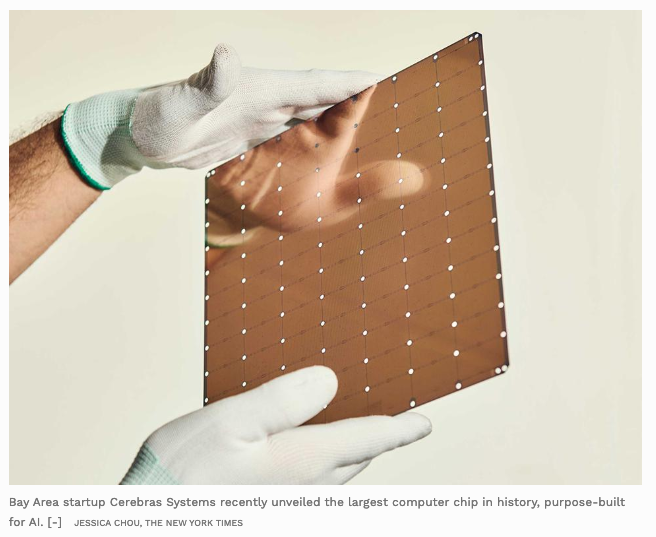 Bay Area startup Cerebras Systems recently unveiled the largest computer chip in history, purpose-built
for AI. [-] JESSICA CHOU, THE NEW YORK TIMES